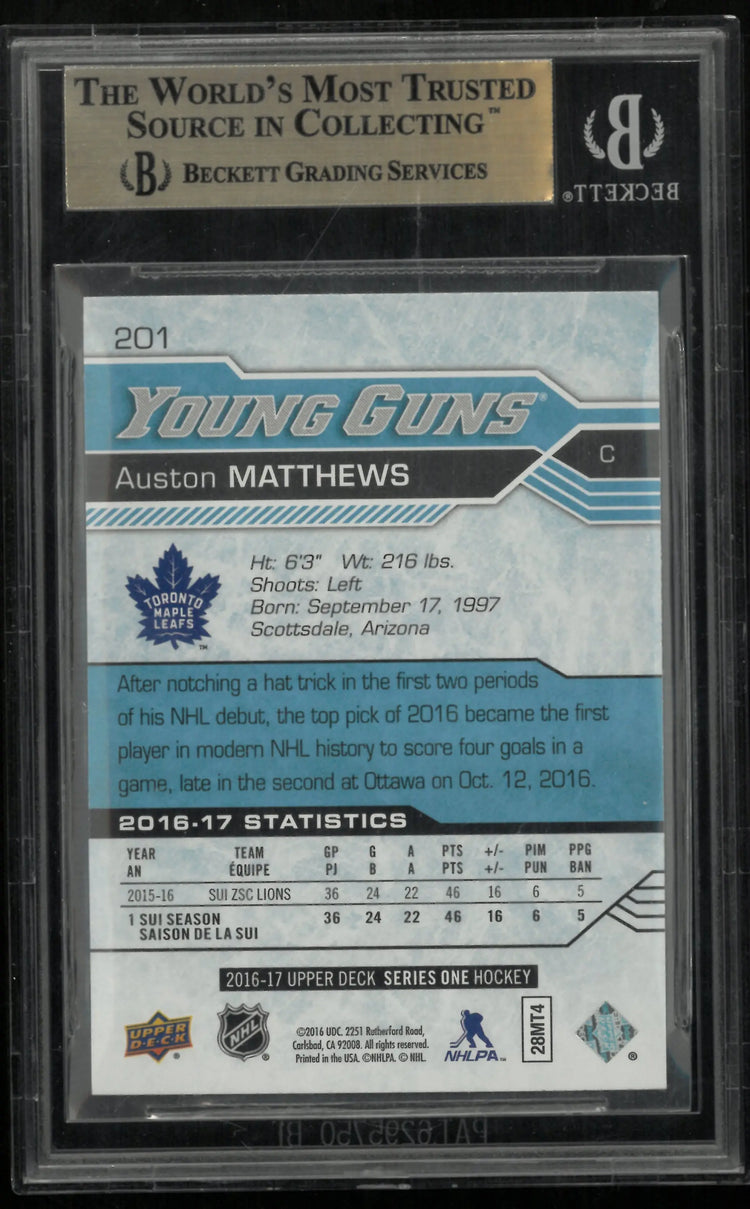 THE WORLD'S MOST TRUSTED
SOURCE IN COLLECTING™
B BECKETT GRADING SERVICES
B
BECKETT®
201
YOUNG GUNS®
C
Auston MATTHEWS
TORONTO
MAPLE
LEAFS
™
Ht: 6'3" Wt: 216 lbs.
Shoots: Left
Born: September 17, 1997
Scottsdale, Arizona
After notching a hat trick in the first two periods
of his NHL debut, the top pick of 2016 became the first
player in modern NHL history to score four goals in a
game, late in the second at Ottawa on Oct. 12, 2016.
2016-17 STATISTICS
YEAR TEAM GP G A PTS +/- PIM PPG
AN ÉQUIPE PJ B A PTS +/- PUN BAN
2015-16 SUI ZSC LIONS 36 24 22 46 16 6 5
1 SUI SEASON 36 24 22 46 16 6 5
SAISON DE LA SUI
2016-17 UPPER DECK SERIES ONE HOCKEY
UPPER
D·E·C·K
®
NHL
®
©2016 UDC. 2251 Rutherford Road,
Carlsbad, CA 92008. All rights reserved.
Printed in the USA. ©NHLPA. © NHL.
NHLPA™
28MT4
®
PAT.6295750 B1